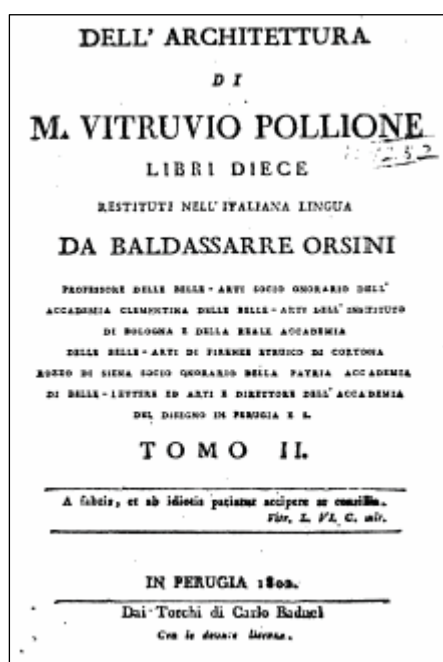 DELL' ARCHITETTURA
DI
M. VITRUVIO POLLIONE
LIBRI DIECE
RESTITUTI NELL' ITALIANA LINGUA
DA BALDASSARRE ORSINI
PROFESSORE DELLE BELLE-ARTI SOCIO ONORARIO DELL'
ACCADEMIA CLEMENTINA DELLE BELLE-ARTI DELL' INSTITUTO
DI BOLOGNA E DELLA REALE ACCADEMIA
DELLE BELLE-ARTI DI FIRENZE ETRUSCO DI CORTONA
ROZZO DI SIENA SOCIO ONORARIO DELLA PATRIA ACCADEMIA
DI BELLE-LETTERE ED ARTI E DIRETTORE DELL' ACCADEMIA
DEL DISEGNO IN PERUGIA E
TOMO II.
A fabris, et ab idiotis patiatur accipere se consilia.
Vitr. L. VI. C.
IN PERUGIA 1802.
Dai Torchi di Carlo Baduel
Con le dovute licenze.